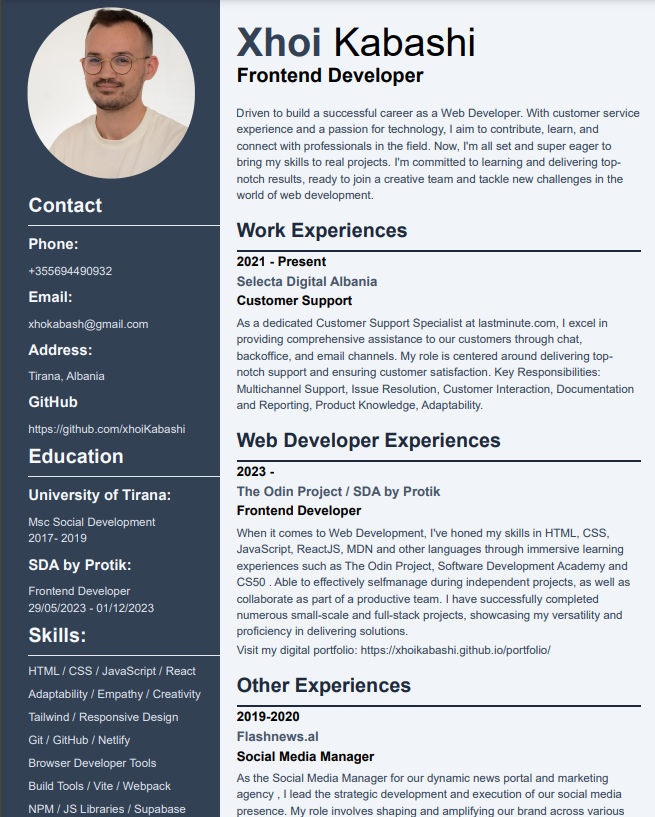 Contact
Phone:
+355694490932
Email:
xhokabash@gmail.com
Address:
Tirana, Albania
GitHub
https://github.com/xhoiKabashi
Education
University of Tirana:
Msc Social Development
2017- 2019
SDA by Protik:
Frontend Developer
29/05/2023 - 01/12/2023
Skills:
HTML / CSS / JavaScript / React
Adaptability / Empathy / Creativity
Tailwind / Responsive Design
Git / GitHub / Netlify
Browser Developer Tools
Build Tools / Vite / Webpack
NPM / JS Libraries / Supabase
Xhoi Kabashi
Frontend Developer
Driven to build a successful career as a Web Developer. With customer service
experience and a passion for technology, I aim to contribute, learn, and
connect with professionals in the field. Now, I'm all set and super eager to
bring my skills to real projects. I'm committed to learning and delivering top-
notch results, ready to join a creative team and tackle new challenges in the
world of web development.
Work Experiences
2021 - Present
Selecta Digital Albania
Customer Support
As a dedicated Customer Support Specialist at lastminute.com, I excel in
providing comprehensive assistance to our customers through chat,
backoffice, and email channels. My role is centered around delivering top-
notch support and ensuring customer satisfaction. Key Responsibilities:
Multichannel Support, Issue Resolution, Customer Interaction, Documentation
and Reporting, Product Knowledge, Adaptability.
Web Developer Experiences
2023 -
The Odin Project / SDA by Protik
Frontend Developer
When it comes to Web Development, I've honed my skills in HTML, CSS,
JavaScript, ReactJS, MDN and other languages through immersive learning
experiences such as The Odin Project, Software Development Academy and
CS50 . Able to effectively selfmanage during independent projects, as well as
collaborate as part of a productive team. I have successfully completed
numerous small-scale and full-stack projects, showcasing my versatility and
proficiency in delivering solutions.
Visit my digital portfolio: https://xhoikabashi.github.io/portfolio/
Other Experiences
2019-2020
Flashnews.al
Social Media Manager
As the Social Media Manager for our dynamic news portal and marketing
agency , I lead the strategic development and execution of our social media
presence. My role involves shaping and amplifying our brand across various